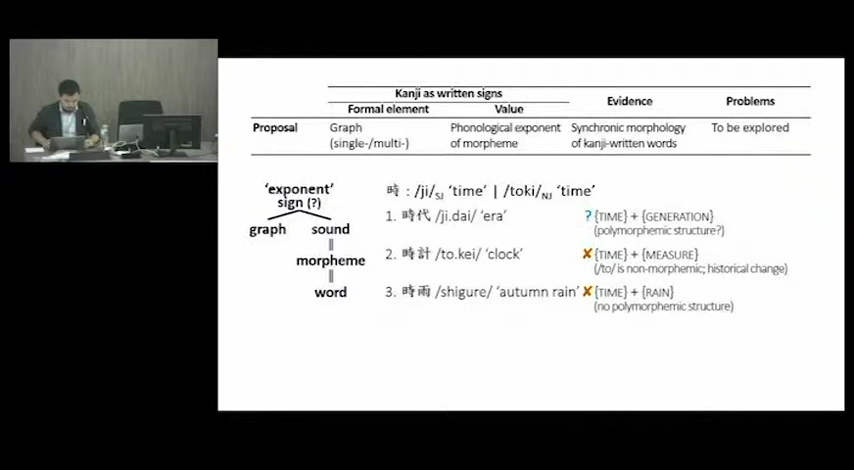 Kanji as written signs
Formal element Value Evidence Problems
Proposal Graph (single-/multi-) Phonological exponent of morpheme Synchronic morphology of kanji-written words To be explored
‘exponent’
sign (?)
graph sound
=
morpheme
=
word
時 : /ji/SJ ‘time’ | /toki/NJ ‘time’
1. 時代 /ji.dai/ ‘era’ ? {TIME} + {GENERATION}
(polymorphemic structure?)
2. 時計 /to.kei/ ‘clock’ ✘ {TIME} + {MEASURE}
(/to/ is non-morphemic; historical change)
3. 時雨 /shigure/ ‘autumn rain’ ✘ {TIME} + {RAIN}
(no polymorphemic structure)